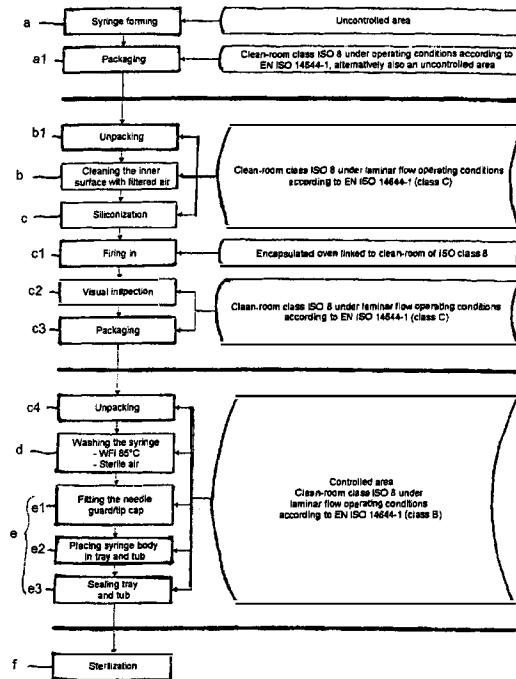 a
Syringe forming
Uncontrolled area
a1
Packaging
Clean-room class ISO 8 under operating conditions according to
EN ISO 14644-1, alternatively also an uncontrolled area
b1
Unpacking
b
Cleaning the inner
surface with filtered air
Clean-room class ISO 8 under laminar flow operating conditions
according to EN ISO 14644-1 (class C)
c
Siliconization
c1
Firing in
Encapsulated oven linked to clean-room of ISO class 8
c2
Visual inspection
Clean-room class ISO 8 under laminar flow operating conditions
according to EN ISO 14644-1 (class C)
c3
Packaging
c4
Unpacking
d
Washing the syringe
- WFI 85°C
- Sterile air
Controlled area
Clean-room class ISO 8 under
laminar flow operating conditions
according to EN ISO 14644-1 (class B)
e
e1
Fitting the needle
guard/tip cap
e2
Placing syringe body
in tray and tub
e3
Sealing tray
and tub
f
Sterilization